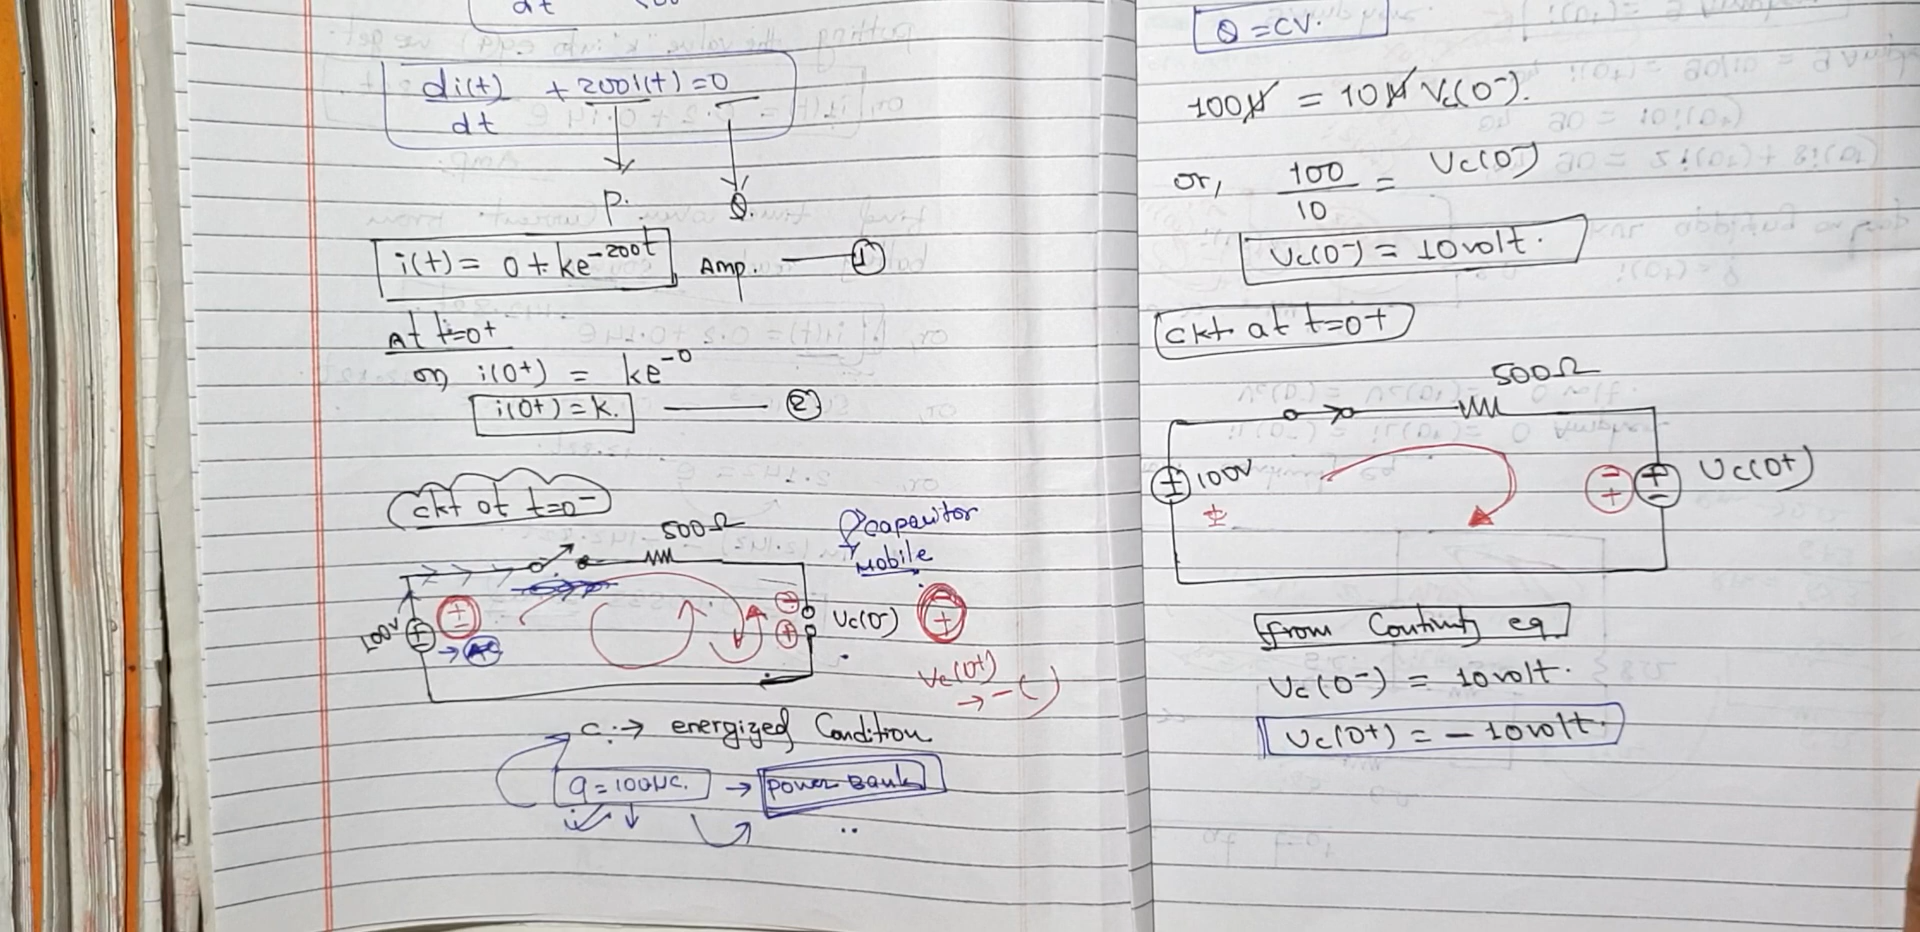 dt
di(t)/dt + 200i(t) = 0
P. Q.
i(t) = 0 + ke^-200t Amp. — ①
At t=0+
or, i(0+) = ke^-0
i(0+) = k. — ②
ckt at t=0-
500Ω
capacitor
Mobile
100V
Vc(0-)
Vc(0+)
→ - ( )
C: → energized Condition
q = 100μC. → Power Bank
Q = CV.
100μ = 10μ Vc(0-).
or, 100/10 = Vc(0-)
Vc(0-) = 10 volt.
ckt at t=0+
500Ω
100V
Vc(0+)
from Continuity eq
Vc(0-) = 10 volt.
Vc(0+) = - 10 volt.